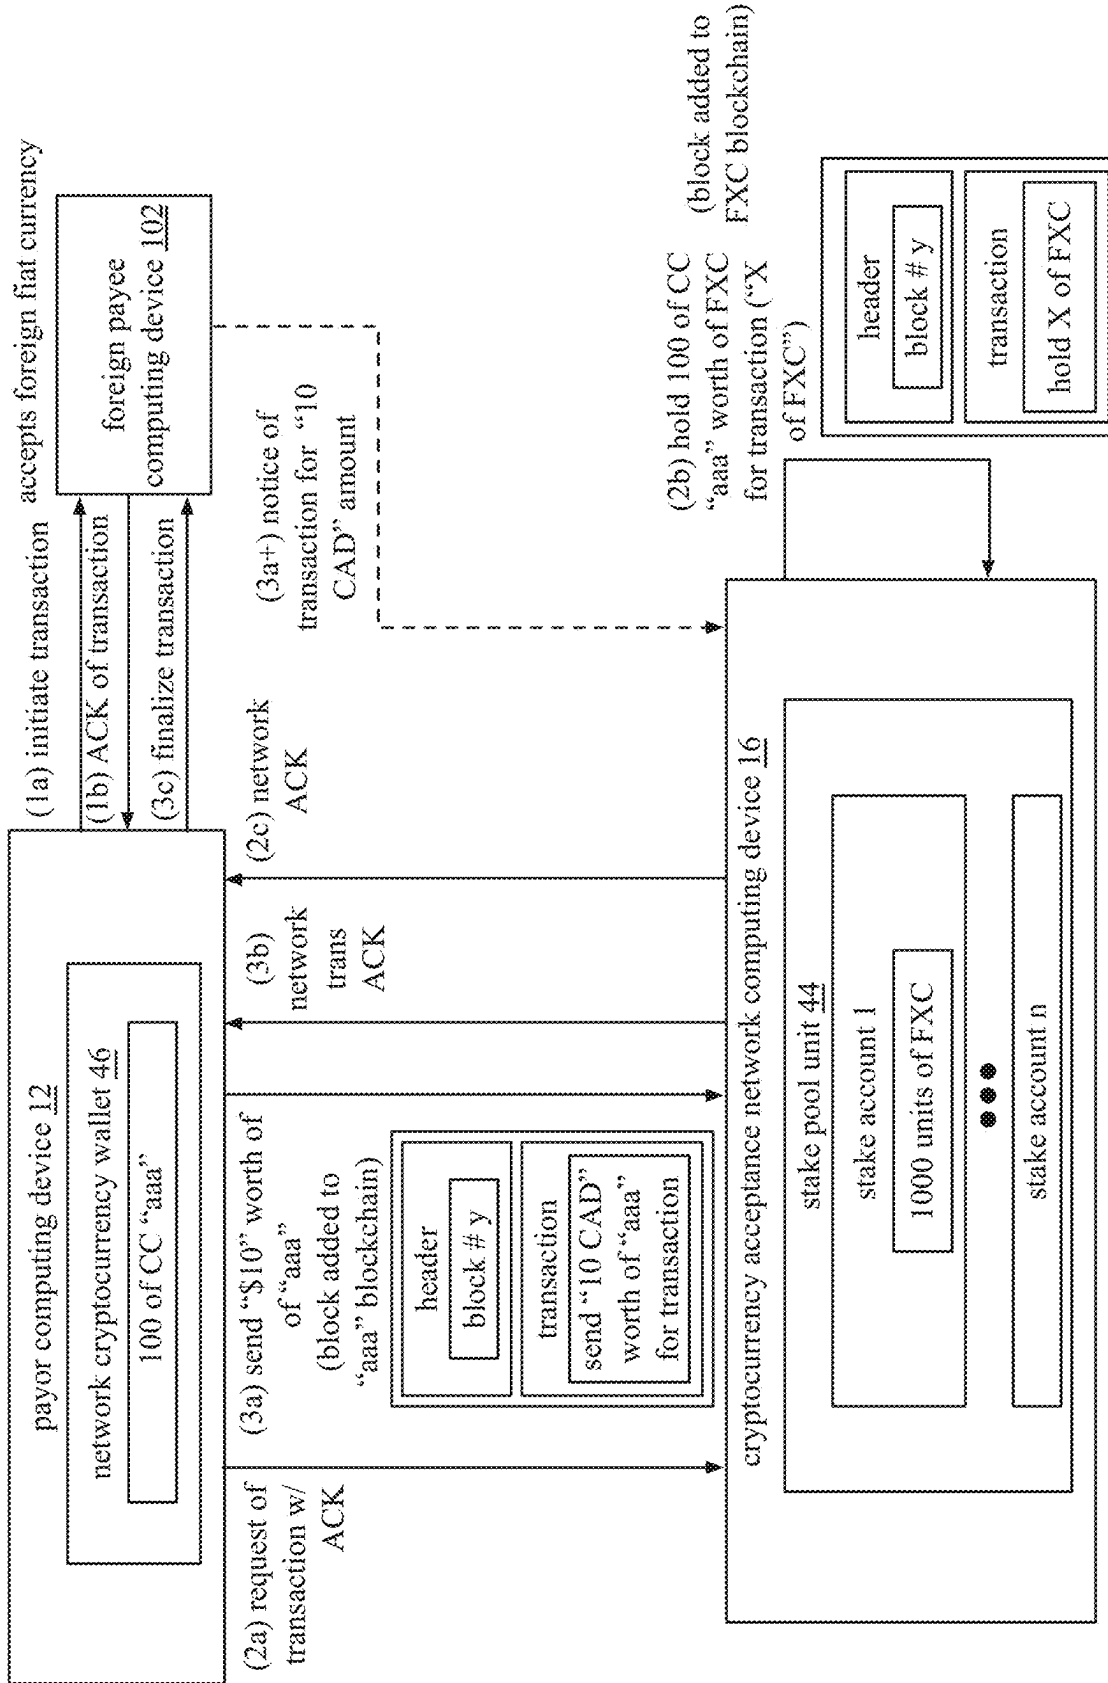 payor computing device 12
network cryptocurrency wallet 46
100 of CC “aaa”
(1a) initiate transaction
(1b) ACK of transaction
(3c) finalize transaction
accepts foreign fiat currency
foreign payee
computing device 102
(2a) request of
transaction w/
ACK
(3a) send “$10” worth of
of “aaa”
(block added to
“aaa” blockchain)
header
block # y
transaction
send “10 CAD”
worth of “aaa”
for transaction
(3b)
network
trans
ACK
(2c) network
ACK
(3a+) notice of
transaction for “10
CAD” amount
cryptocurrency acceptance network computing device 16
stake pool unit 44
stake account 1
1000 units of FXC
stake account n
(2b) hold 100 of CC
“aaa” worth of FXC
for transaction (“X
of FXC”)
(block added to
FXC blockchain)
header
block # y
transaction
hold X of FXC